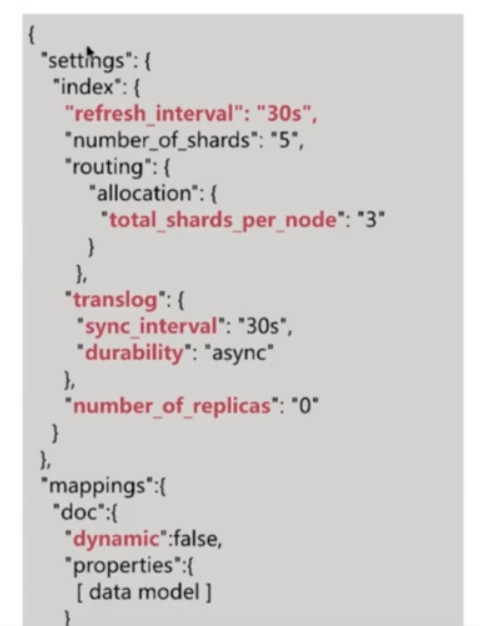 {
"settings": {
"index": {
"refresh_interval": "30s",
"number_of_shards": "5",
"routing": {
"allocation": {
"total_shards_per_node": "3"
}
},
"translog": {
"sync_interval": "30s",
"durability": "async"
},
"number_of_replicas": "0"
}
},
"mappings":{
"doc":{
"dynamic":false,
"properties":{
[ data model ]
}